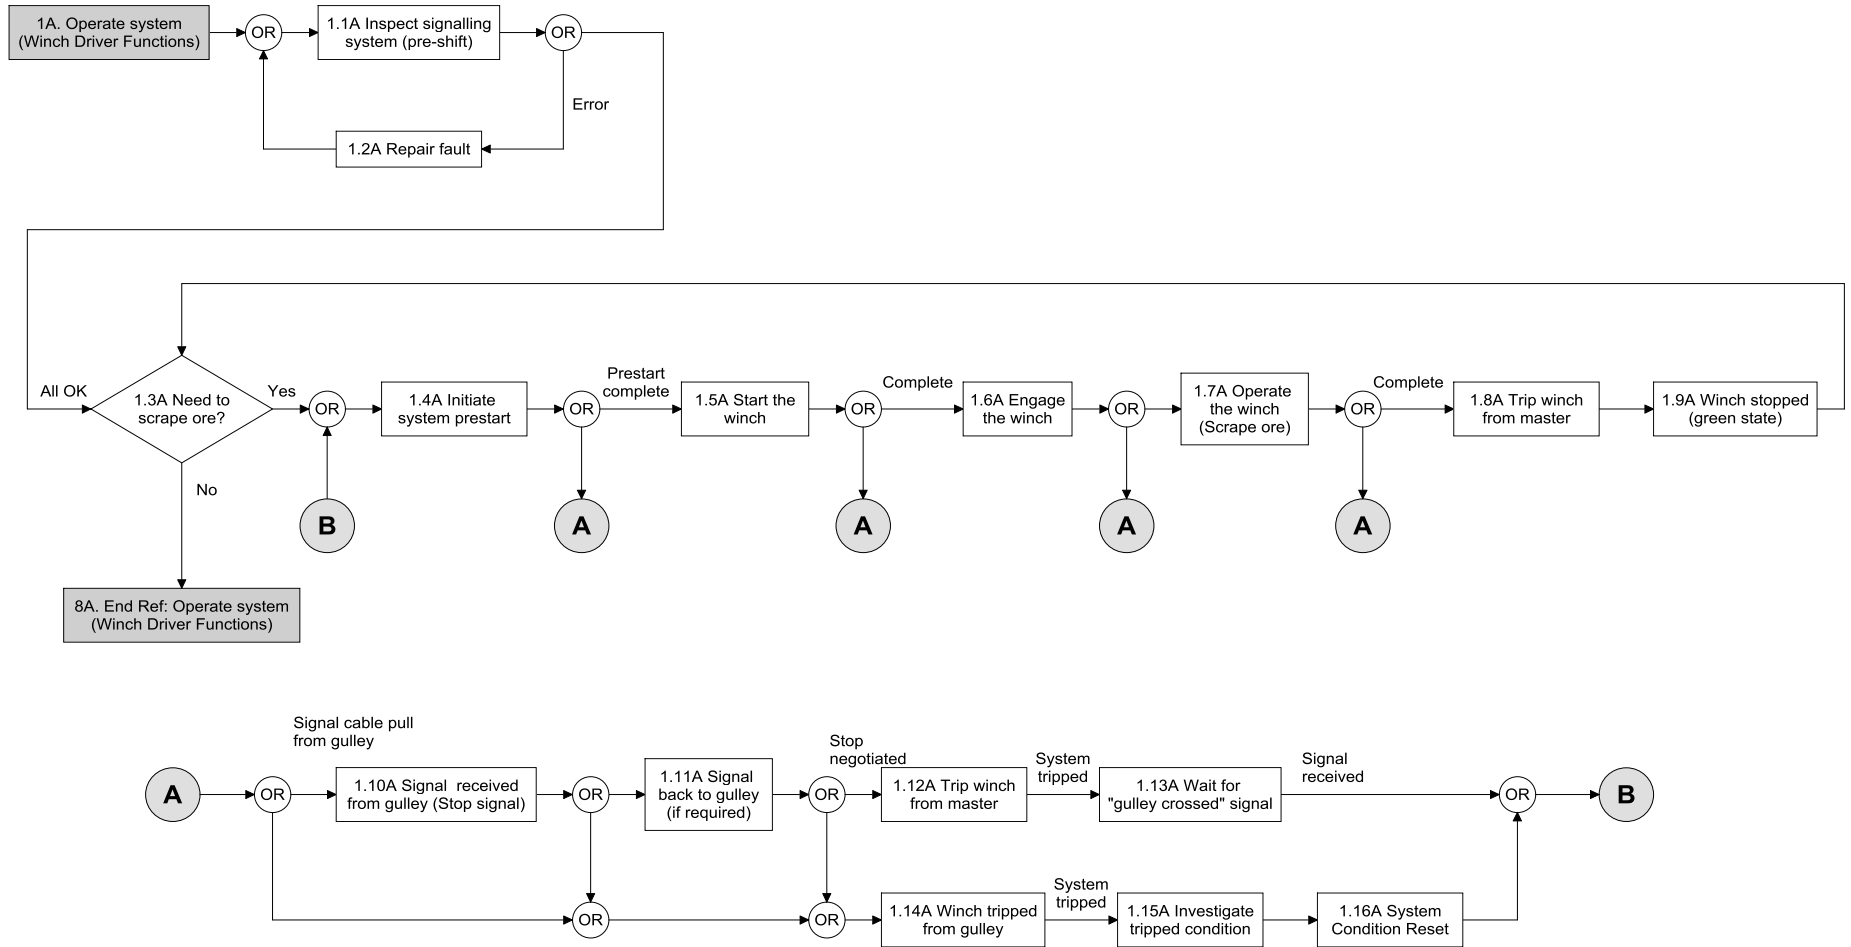 1A. Operate system
(Winch Driver Functions)
OR
1.1A Inspect signalling
system (pre-shift)
OR
Error
1.2A Repair fault
All OK
1.3A Need to
scrape ore?
Yes
OR
1.4A Initiate
system prestart
OR
Prestart
complete
1.5A Start the
winch
OR
Complete
1.6A Engage
the winch
OR
1.7A Operate
the winch
(Scrape ore)
OR
Complete
1.8A Trip winch
from master
1.9A Winch stopped
(green state)
No
B
A
A
A
A
8A. End Ref: Operate system
(Winch Driver Functions)
Signal cable pull
from gulley
A
OR
1.10A Signal  received
from gulley (Stop signal)
OR
1.11A Signal
back to gulley
(if required)
Stop
negotiated
OR
1.12A Trip winch
from master
System
tripped
1.13A Wait for
"gulley crossed" signal
Signal
received
OR
B
OR
OR
1.14A Winch tripped
from gulley
System
tripped
1.15A Investigate
tripped condition
1.16A System
Condition Reset